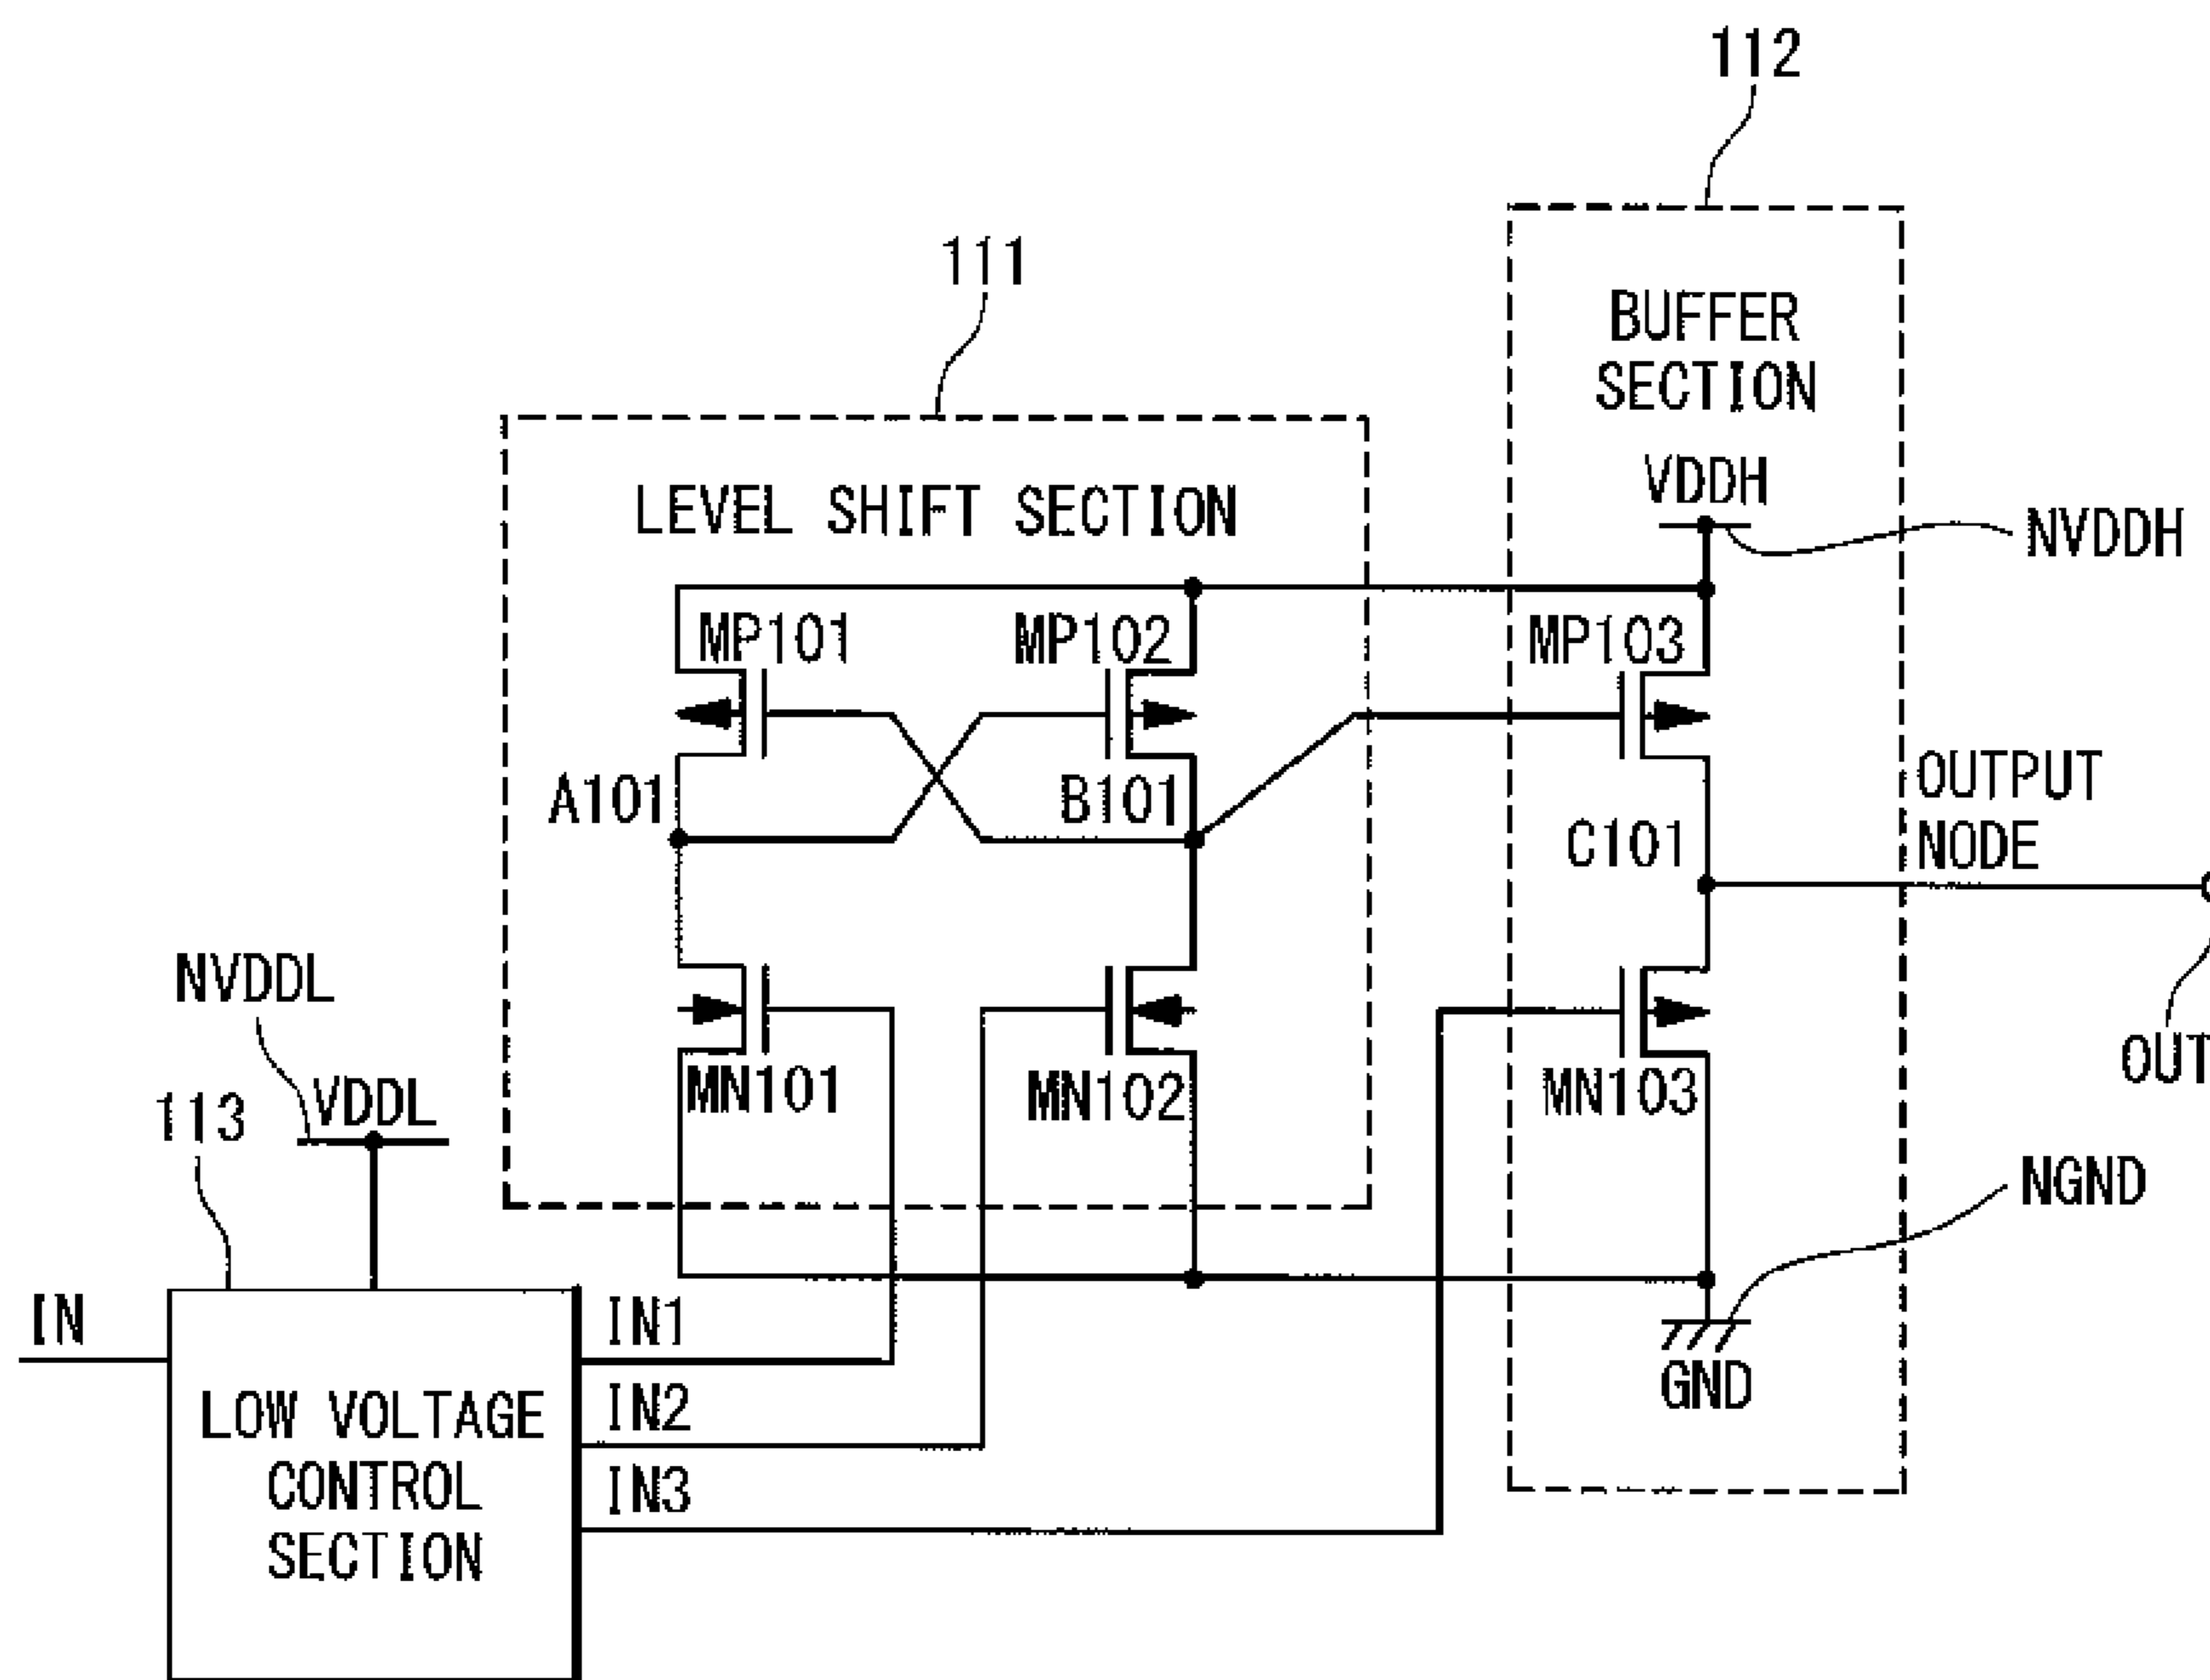 112
111
BUFFER
SECTION
VDDH
LEVEL SHIFT SECTION
NVDDH
MP101
MP102
MP103
A101
B101
C101
OUTPUT
NODE
NVDDL
MN101
MN102
MN103
OUT
113
VDDL
NGND
IN
IN1
IN2
IN3
GND
LOW VOLTAGE
CONTROL
SECTION